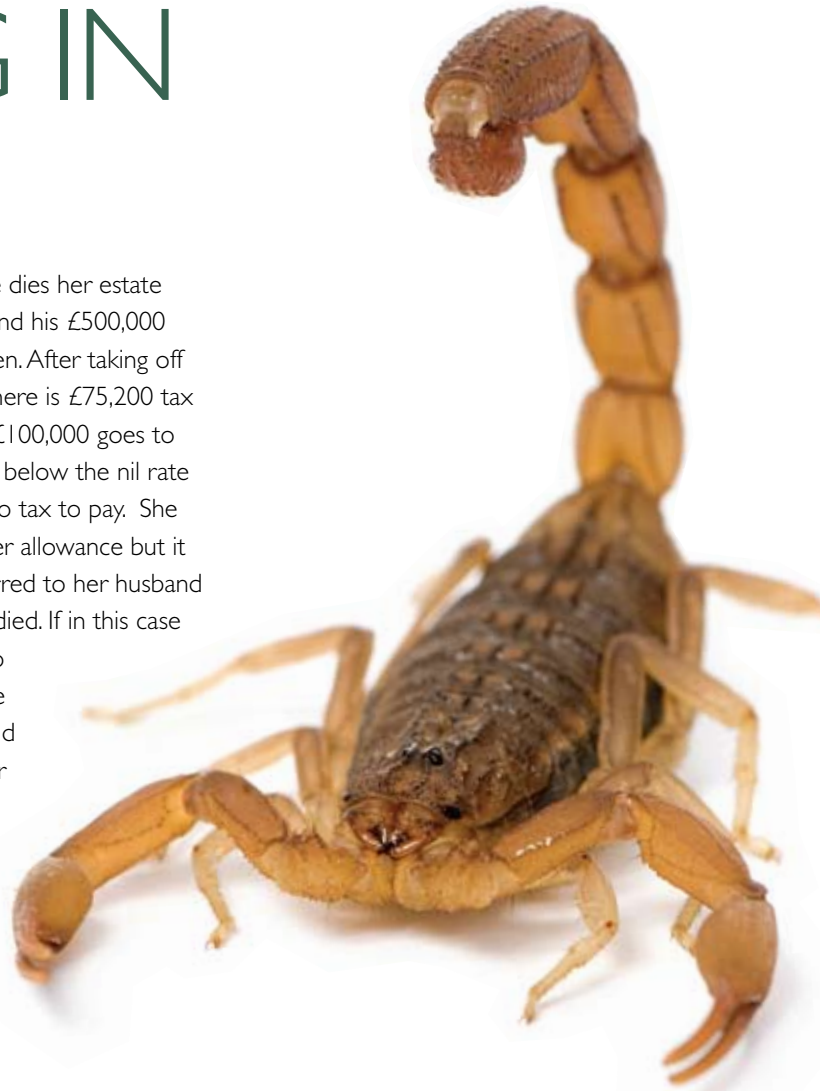 G IN
dies her estate
nd his £500,000
en. After taking off
here is £75,200 tax
£100,000 goes to
below the nil rate
o tax to pay. She
er allowance but it
rred to her husband
died. If in this case
o
e
d
r